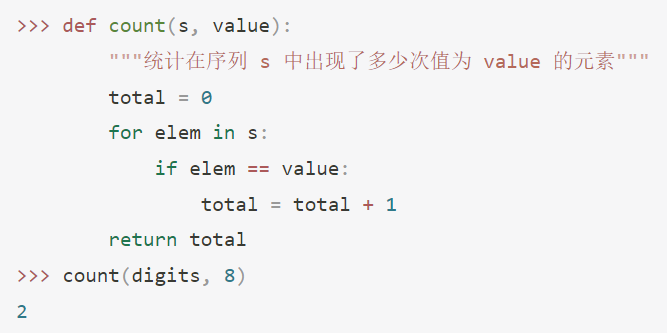 >>> def count(s, value):
        """统计在序列 s 中出现了多少次值为 value 的元素"""
        total = 0
        for elem in s:
            if elem == value:
                total = total + 1
        return total
>>> count(digits, 8)
2